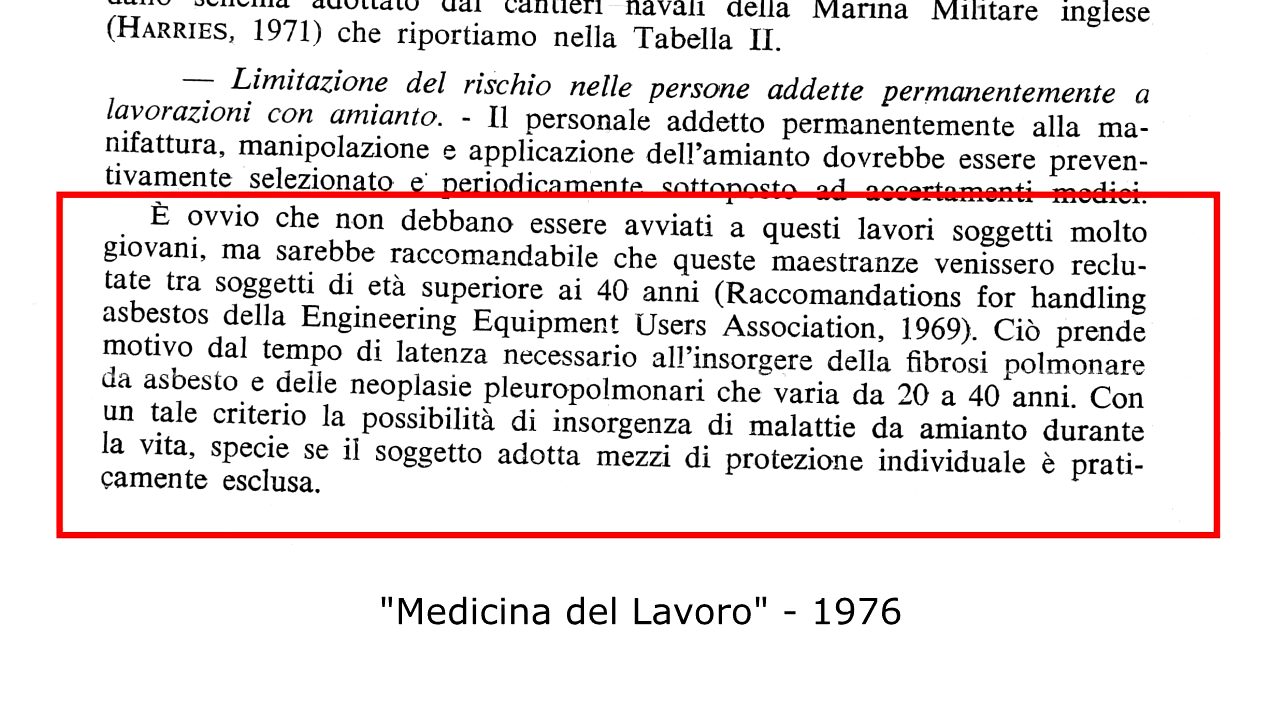 dallo schema adottato dai cantieri navali della Marina Militare inglese
(HARRIES, 1971) che riportiamo nella Tabella II.
— Limitazione del rischio nelle persone addette permanentemente a
lavorazioni con amianto. - Il personale addetto permanentemente alla ma-
nifattura, manipolazione e applicazione dell'amianto dovrebbe essere preven-
tivamente selezionato e periodicamente sottoposto ad accertamenti medici.
È ovvio che non debbano essere avviati a questi lavori soggetti molto
giovani, ma sarebbe raccomandabile che queste maestranze venissero reclu-
tate tra soggetti di età superiore ai 40 anni (Raccomandations for handling
asbestos della Engineering Equipment Users Association, 1969). Ciò prende
motivo dal tempo di latenza necessario all'insorgere della fibrosi polmonare
da asbesto e delle neoplasie pleuropolmonari che varia da 20 a 40 anni. Con
un tale criterio la possibilità di insorgenza di malattie da amianto durante
la vita, specie se il soggetto adotta mezzi di protezione individuale è prati-
camente esclusa.
"Medicina del Lavoro" - 1976